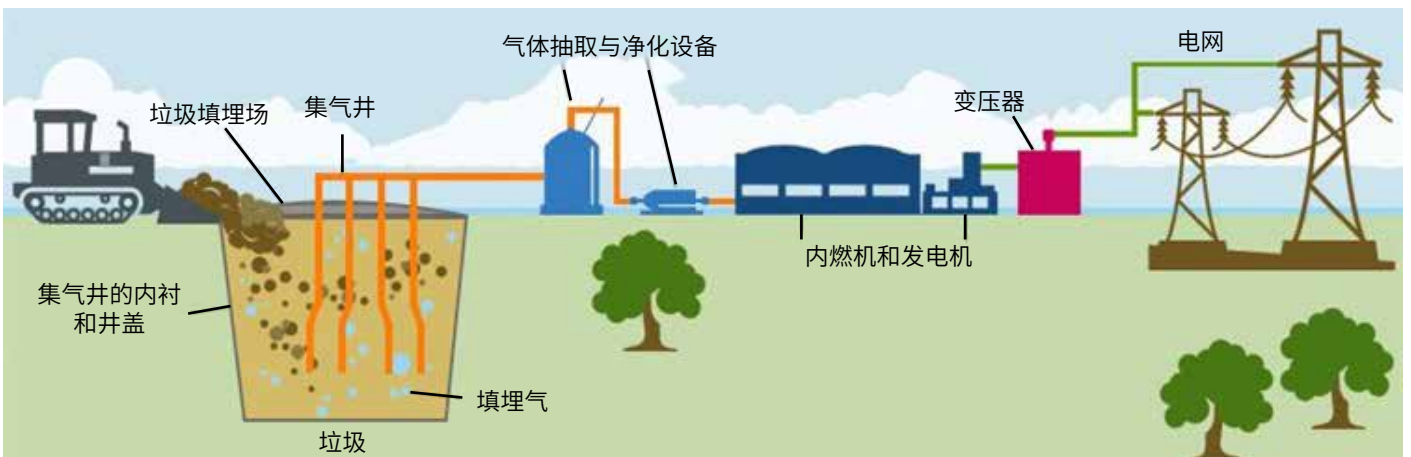 气体抽取与净化设备
电网
垃圾填埋场
集气井
变压器
内燃机和发电机
集气井的内衬
和井盖
填埋气
垃圾